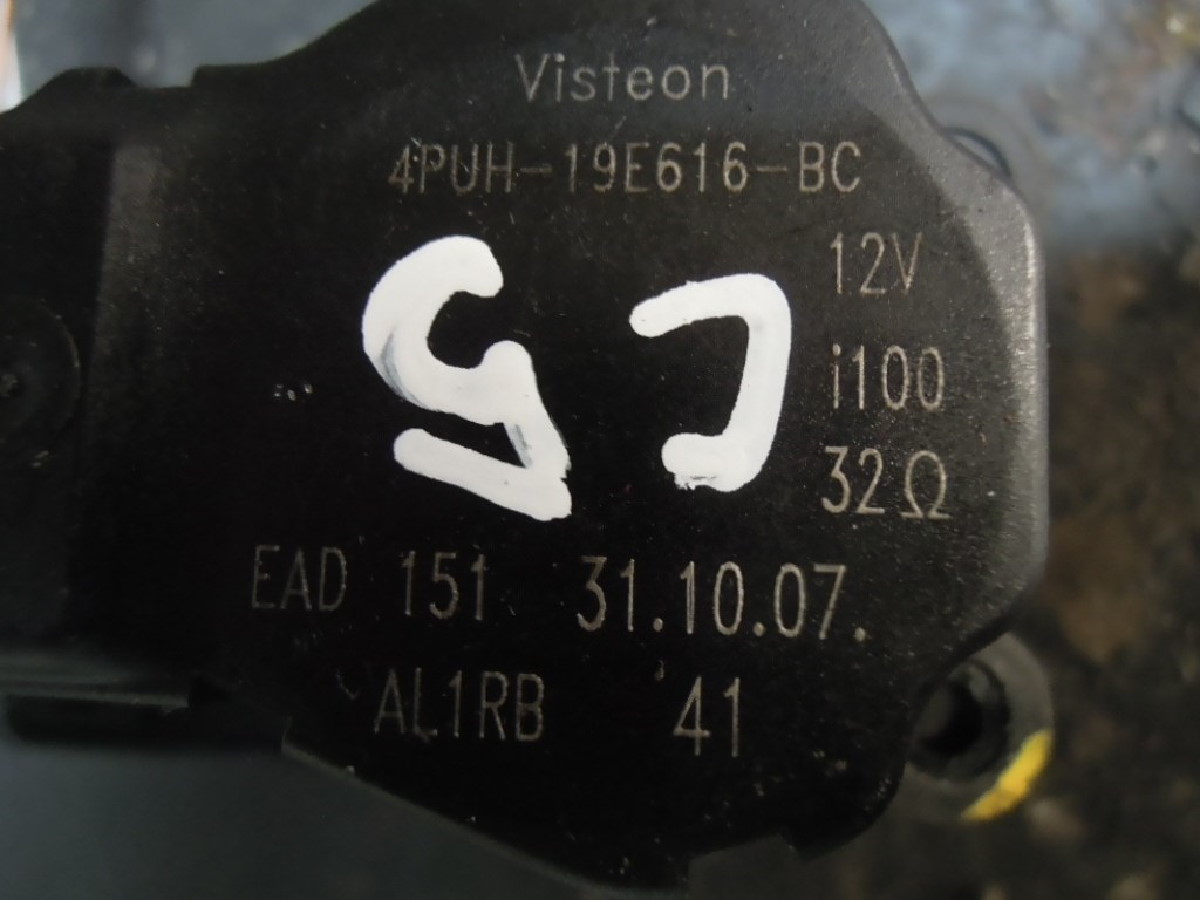 Visteon
4PUH-19E616-BC
12V
i100
32Ω
EAD 151 31.10.07.
AL1RB 41